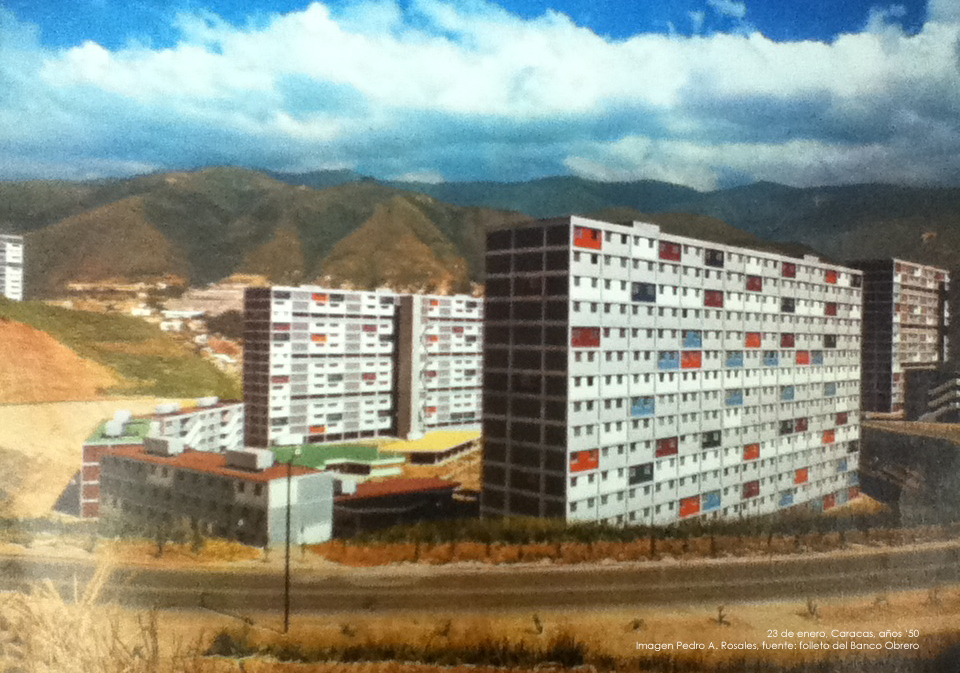 23 de enero, Caracas, años '50
Imagen Pedro A. Rosales, fuente: folleto del Banco Obrero